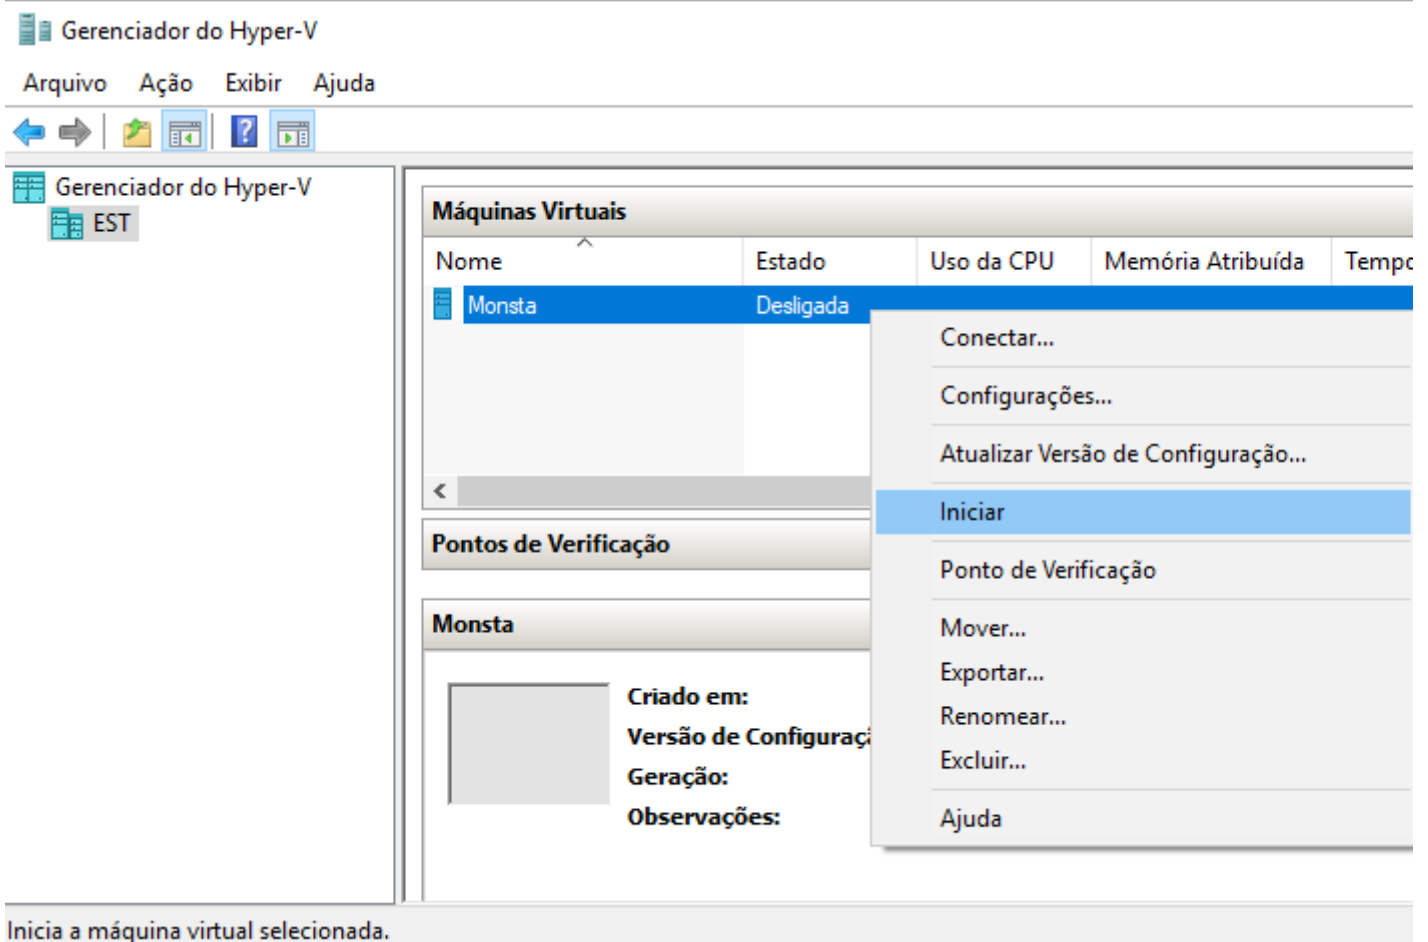 Gerenciador do Hyper-V
Arquivo Ação Exibir Ajuda
Gerenciador do Hyper-V
EST
Máquinas Virtuais
Nome Estado Uso da CPU Memória Atribuída Tempo
Monsta Desligada
Conectar...
Configurações...
Atualizar Versão de Configuração...
Iniciar
Ponto de Verificação
Mover...
Exportar...
Renomear...
Excluir...
Ajuda
Pontos de Verificação
Monsta
Criado em:
Versão de Configuraçã
Geração:
Observações:
Inicia a máquina virtual selecionada.